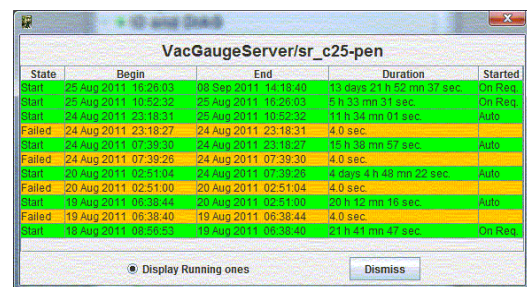 VacGaugeServer/sr_c25-pen
State Begin End Duration Started
Start 25 Aug 2011 16:26:03 08 Sep 2011 14:18:40 13 days 21 h 52 mn 37 sec. On Req.
Start 25 Aug 2011 10:52:32 25 Aug 2011 16:26:03 5 h 33 mn 31 sec. On Req.
Start 24 Aug 2011 23:18:31 25 Aug 2011 10:52:32 11 h 34 mn 01 sec. Auto
Failed 24 Aug 2011 23:18:27 24 Aug 2011 23:18:31 4.0 sec.
Start 24 Aug 2011 07:39:30 24 Aug 2011 23:18:27 15 h 38 mn 57 sec. Auto
Failed 24 Aug 2011 07:39:26 24 Aug 2011 07:39:30 4.0 sec.
Start 20 Aug 2011 02:51:04 24 Aug 2011 07:39:26 4 days 4 h 48 mn 22 sec. Auto
Failed 20 Aug 2011 02:51:00 20 Aug 2011 02:51:04 4.0 sec.
Start 19 Aug 2011 06:38:44 20 Aug 2011 02:51:00 20 h 12 mn 16 sec. Auto
Failed 19 Aug 2011 06:38:40 19 Aug 2011 06:38:44 4.0 sec.
Start 18 Aug 2011 08:56:53 19 Aug 2011 06:38:40 21 h 41 mn 47 sec. On Req.
Display Running ones Dismiss